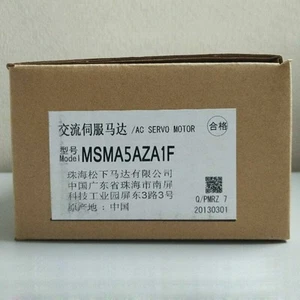 交流伺服马达 /AC SERVO MOTOR
合格
型号
Model MSMA5AZA1F
珠海松下马达有限公司
中国广东省珠海市南屏
科技工业园屏东3路3号
原产地：中国
Q/PMRZ 7
20130301